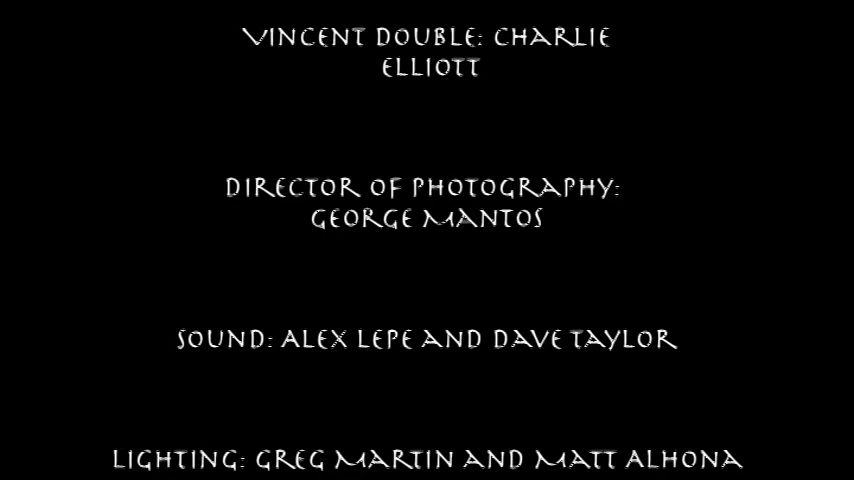 Vincent Double: Charlie
Elliott
Director of Photography:
George Mantos
Sound: Alex Lepe and Dave Taylor
Lighting: Greg Martin and Matt Alhona